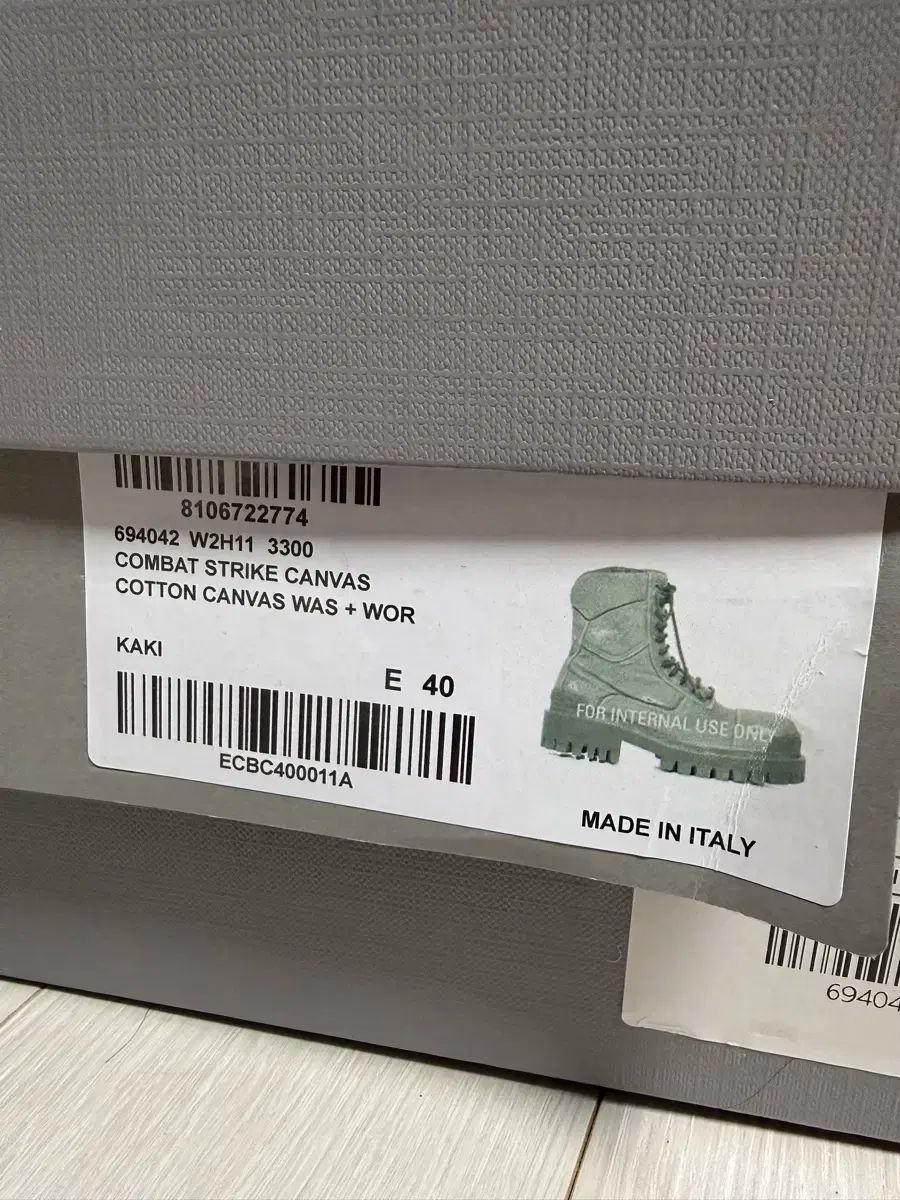 8106722774
694042 W2H11 3300
COMBAT STRIKE CANVAS
COTTON CANVAS WAS + WOR
KAKI
E 40
ECBC400011A
FOR INTERNAL USE ONLY
MADE IN ITALY
69404